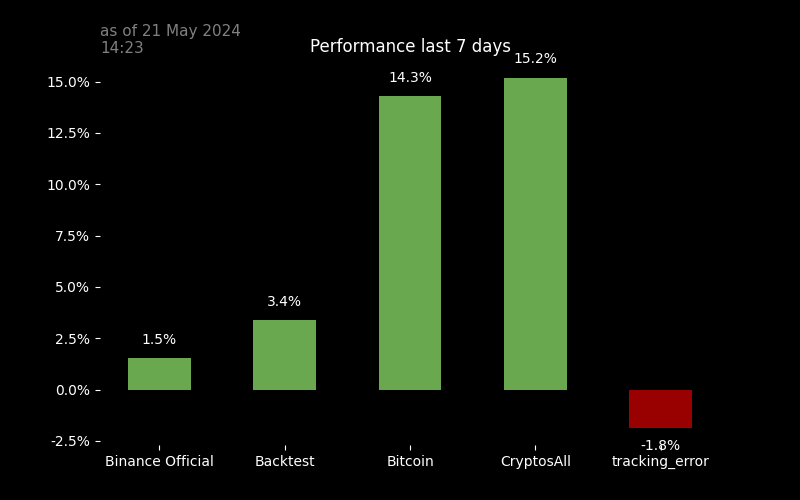 as of 21 May 2024
14:23
Performance last 7 days
15.2%
14.3%
15.0%
12.5%
10.0%
7.5%
5.0%
3.4%
2.5%
1.5%
0.0%
-2.5%
-1.8%
Binance Official
Backtest
Bitcoin
CryptosAll
tracking_error